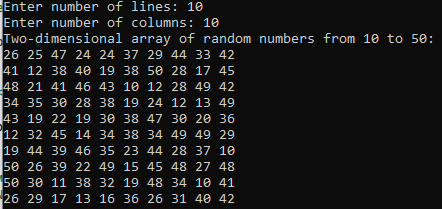 Enter number of lines: 10
Enter number of columns: 10
Two-dimensional array of random numbers from 10 to 50:
26 25 47 24 24 37 29 44 33 42
41 12 38 40 19 38 50 28 17 45
48 21 41 46 43 10 12 28 49 42
34 35 30 28 38 19 24 12 13 49
43 19 22 19 30 38 47 30 20 36
12 32 45 14 34 38 34 49 49 29
19 44 39 46 35 23 44 28 37 10
50 26 39 22 49 15 45 48 27 48
50 30 11 38 32 19 48 34 10 41
26 29 17 13 16 36 26 31 40 42